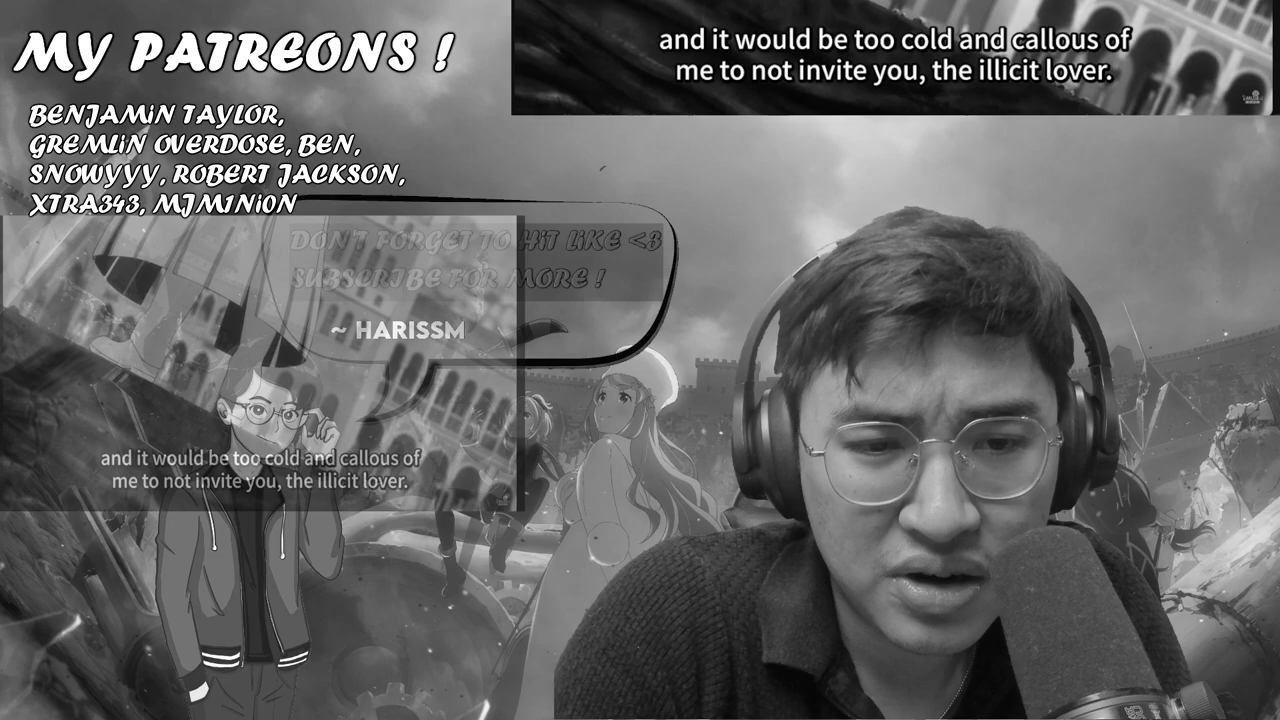 MY PATREONS !
BENJAMIN TAYLOR,
GREMLIN OVERDOSE, BEN,
SNOWYYY, ROBERT JACKSON,
XTRA343, MJM1NION
and it would be too cold and callous of
me to not invite you, the illicit lover.
DON'T FORGET TO HIT LIKE <3
SUBSCRIBE FOR MORE !
~ HARISSM
and it would be too cold and callous of
me to not invite you, the illicit lover.